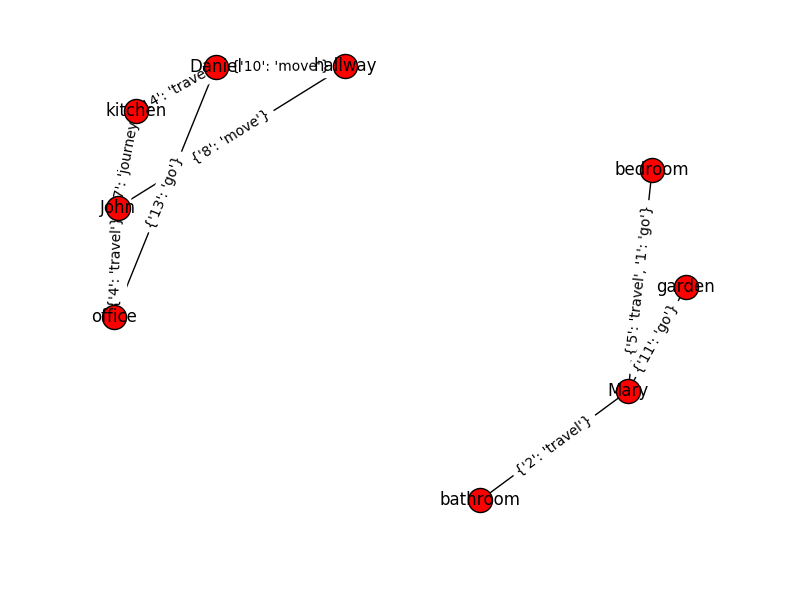 Daniel
{'10': 'move'}
hallway
4': 'travel
kitchen
{'8': 'move'}
7': 'journey
{'13': 'go'}
John
{'4': 'travel'}
office
bedroom
{'5': 'travel', '1': 'go'}
garden
{'11': 'go'}
Mary
{'2': 'travel'}
bathroom